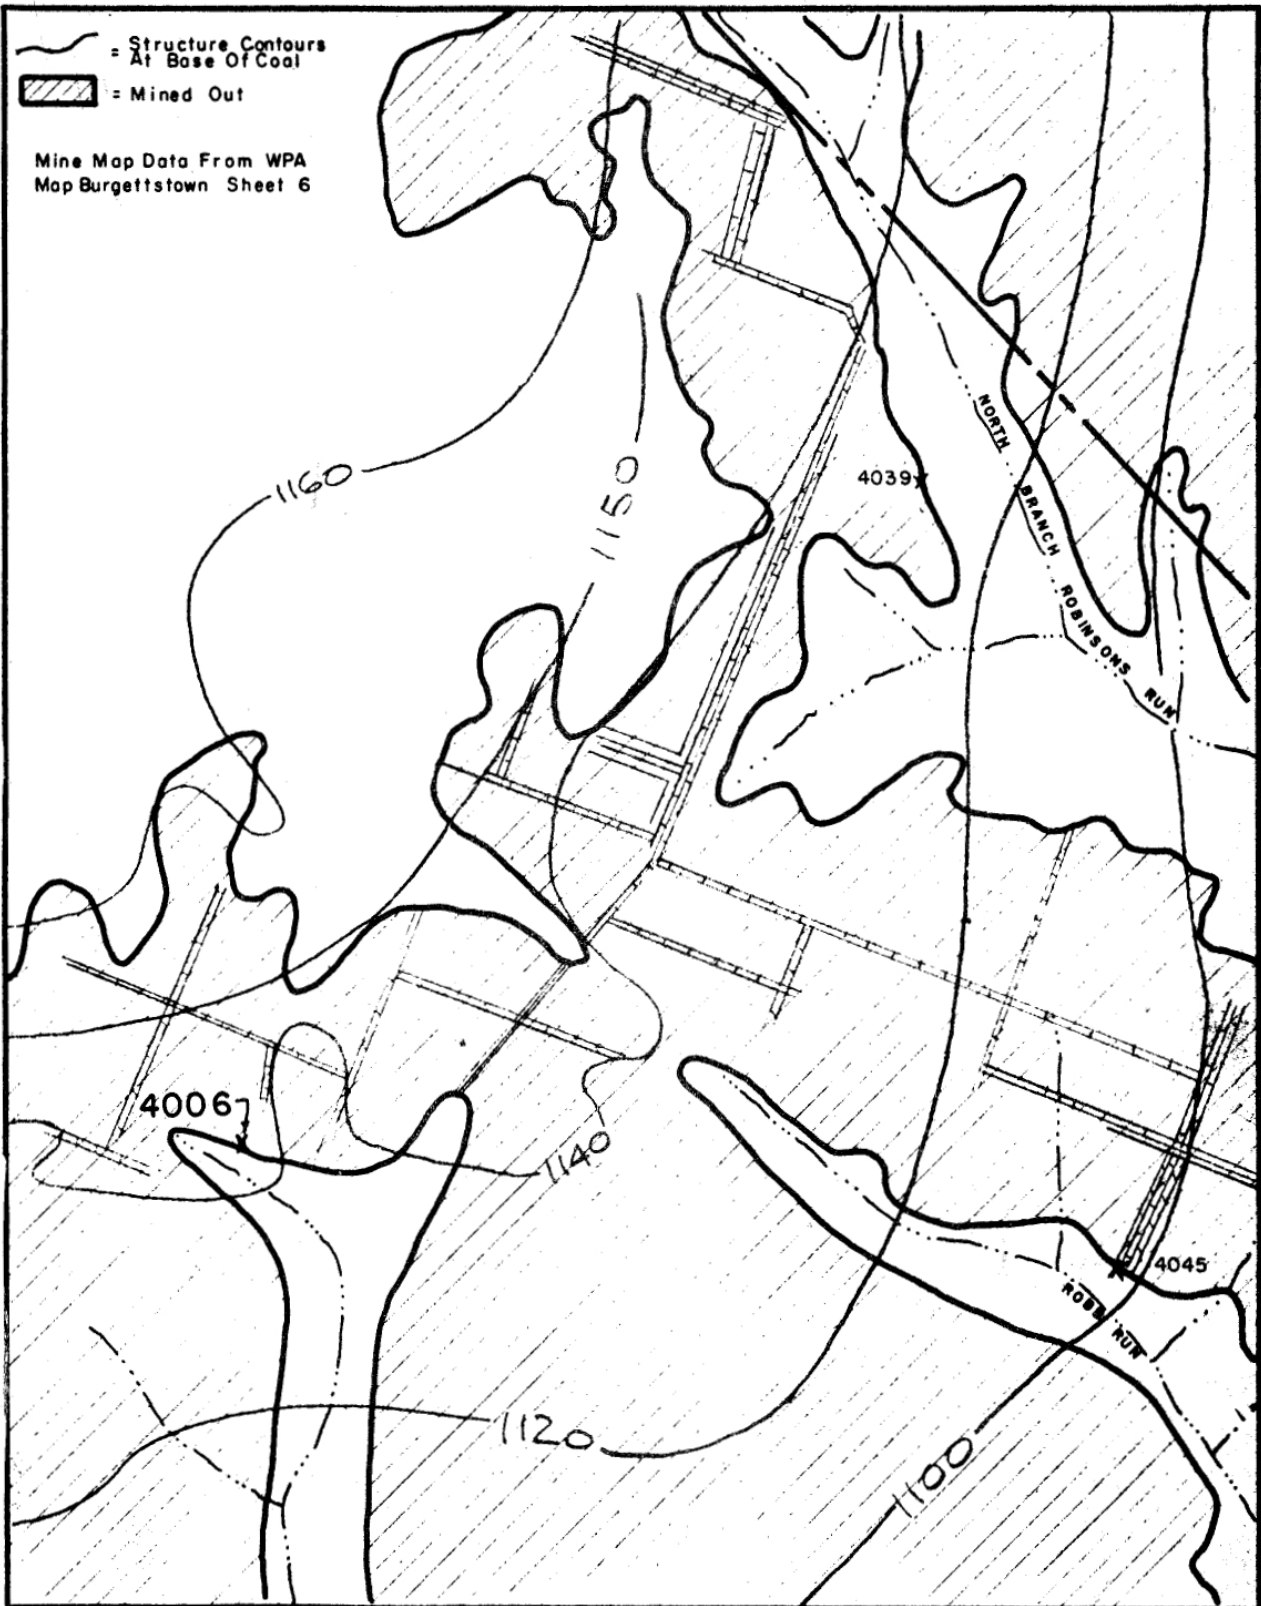 = Structure Contours
At Base Of Coal
= Mined Out
Mine Map Data From WPA
Map Burgettstown Sheet 6
1160
1150
4039
NORTH BRANCH ROBINSONS RUN
4006
1140
4045
ROBB RUN
1120
1100